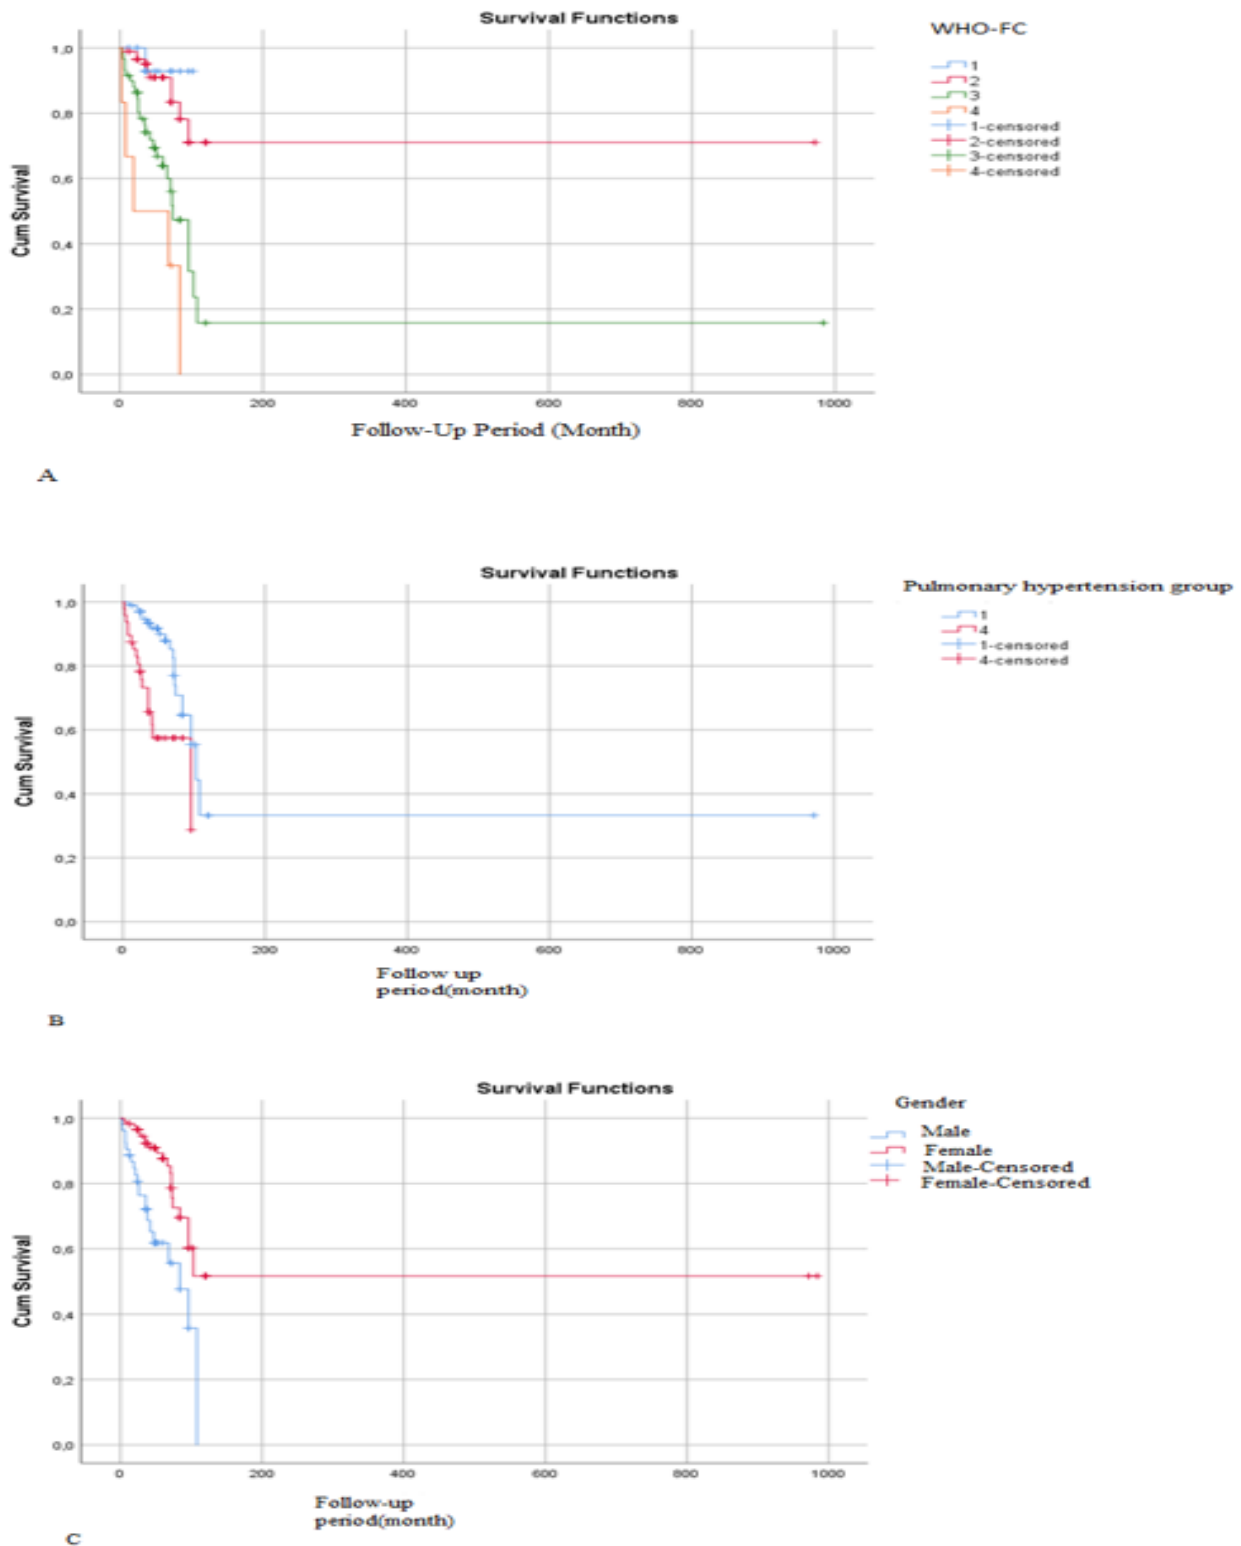 Survival Functions
WHO-FC
1
2
3
4
1-censored
2-censored
3-censored
4-censored
1,0
0,8
0,6
0,4
0,2
0,0
Cum Survival
0 200 400 600 800 1000
Follow-Up Period (Month)
A
Survival Functions
Pulmonary hypertension group
1
4
1-censored
4-censored
1,0
0,8
0,6
0,4
0,2
0,0
Cum Survival
0 200 400 600 800 1000
Follow up
period(month)
B
Survival Functions
Gender
Male
Female
Male-Censored
Female-Censored
1,0
0,8
0,6
0,4
0,2
0,0
Cum Survival
0 200 400 600 800 1000
Follow-up
period(month)
C